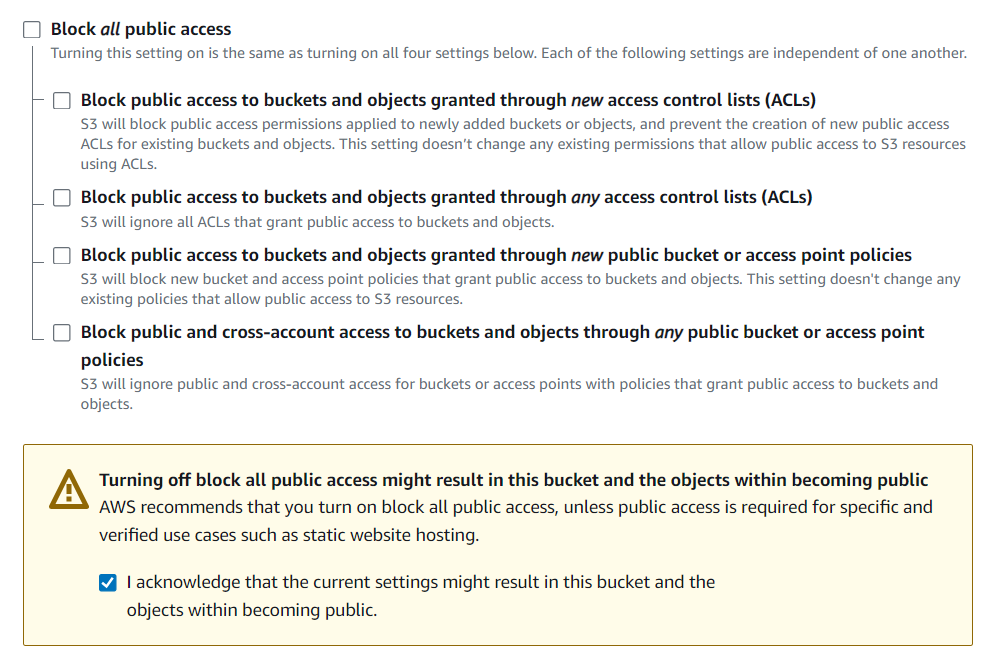 Block all public access
Turning this setting on is the same as turning on all four settings below. Each of the following settings are independent of one another.
Block public access to buckets and objects granted through new access control lists (ACLs)
S3 will block public access permissions applied to newly added buckets or objects, and prevent the creation of new public access
ACLs for existing buckets and objects. This setting doesn't change any existing permissions that allow public access to S3 resources
using ACLs.
Block public access to buckets and objects granted through any access control lists (ACLs)
S3 will ignore all ACLs that grant public access to buckets and objects.
Block public access to buckets and objects granted through new public bucket or access point policies
S3 will block new bucket and access point policies that grant public access to buckets and objects. This setting doesn't change any
existing policies that allow public access to S3 resources.
Block public and cross-account access to buckets and objects through any public bucket or access point
policies
S3 will ignore public and cross-account access for buckets or access points with policies that grant public access to buckets and
objects.
Turning off block all public access might result in this bucket and the objects within becoming public
AWS recommends that you turn on block all public access, unless public access is required for specific and
verified use cases such as static website hosting.
I acknowledge that the current settings might result in this bucket and the
objects within becoming public.